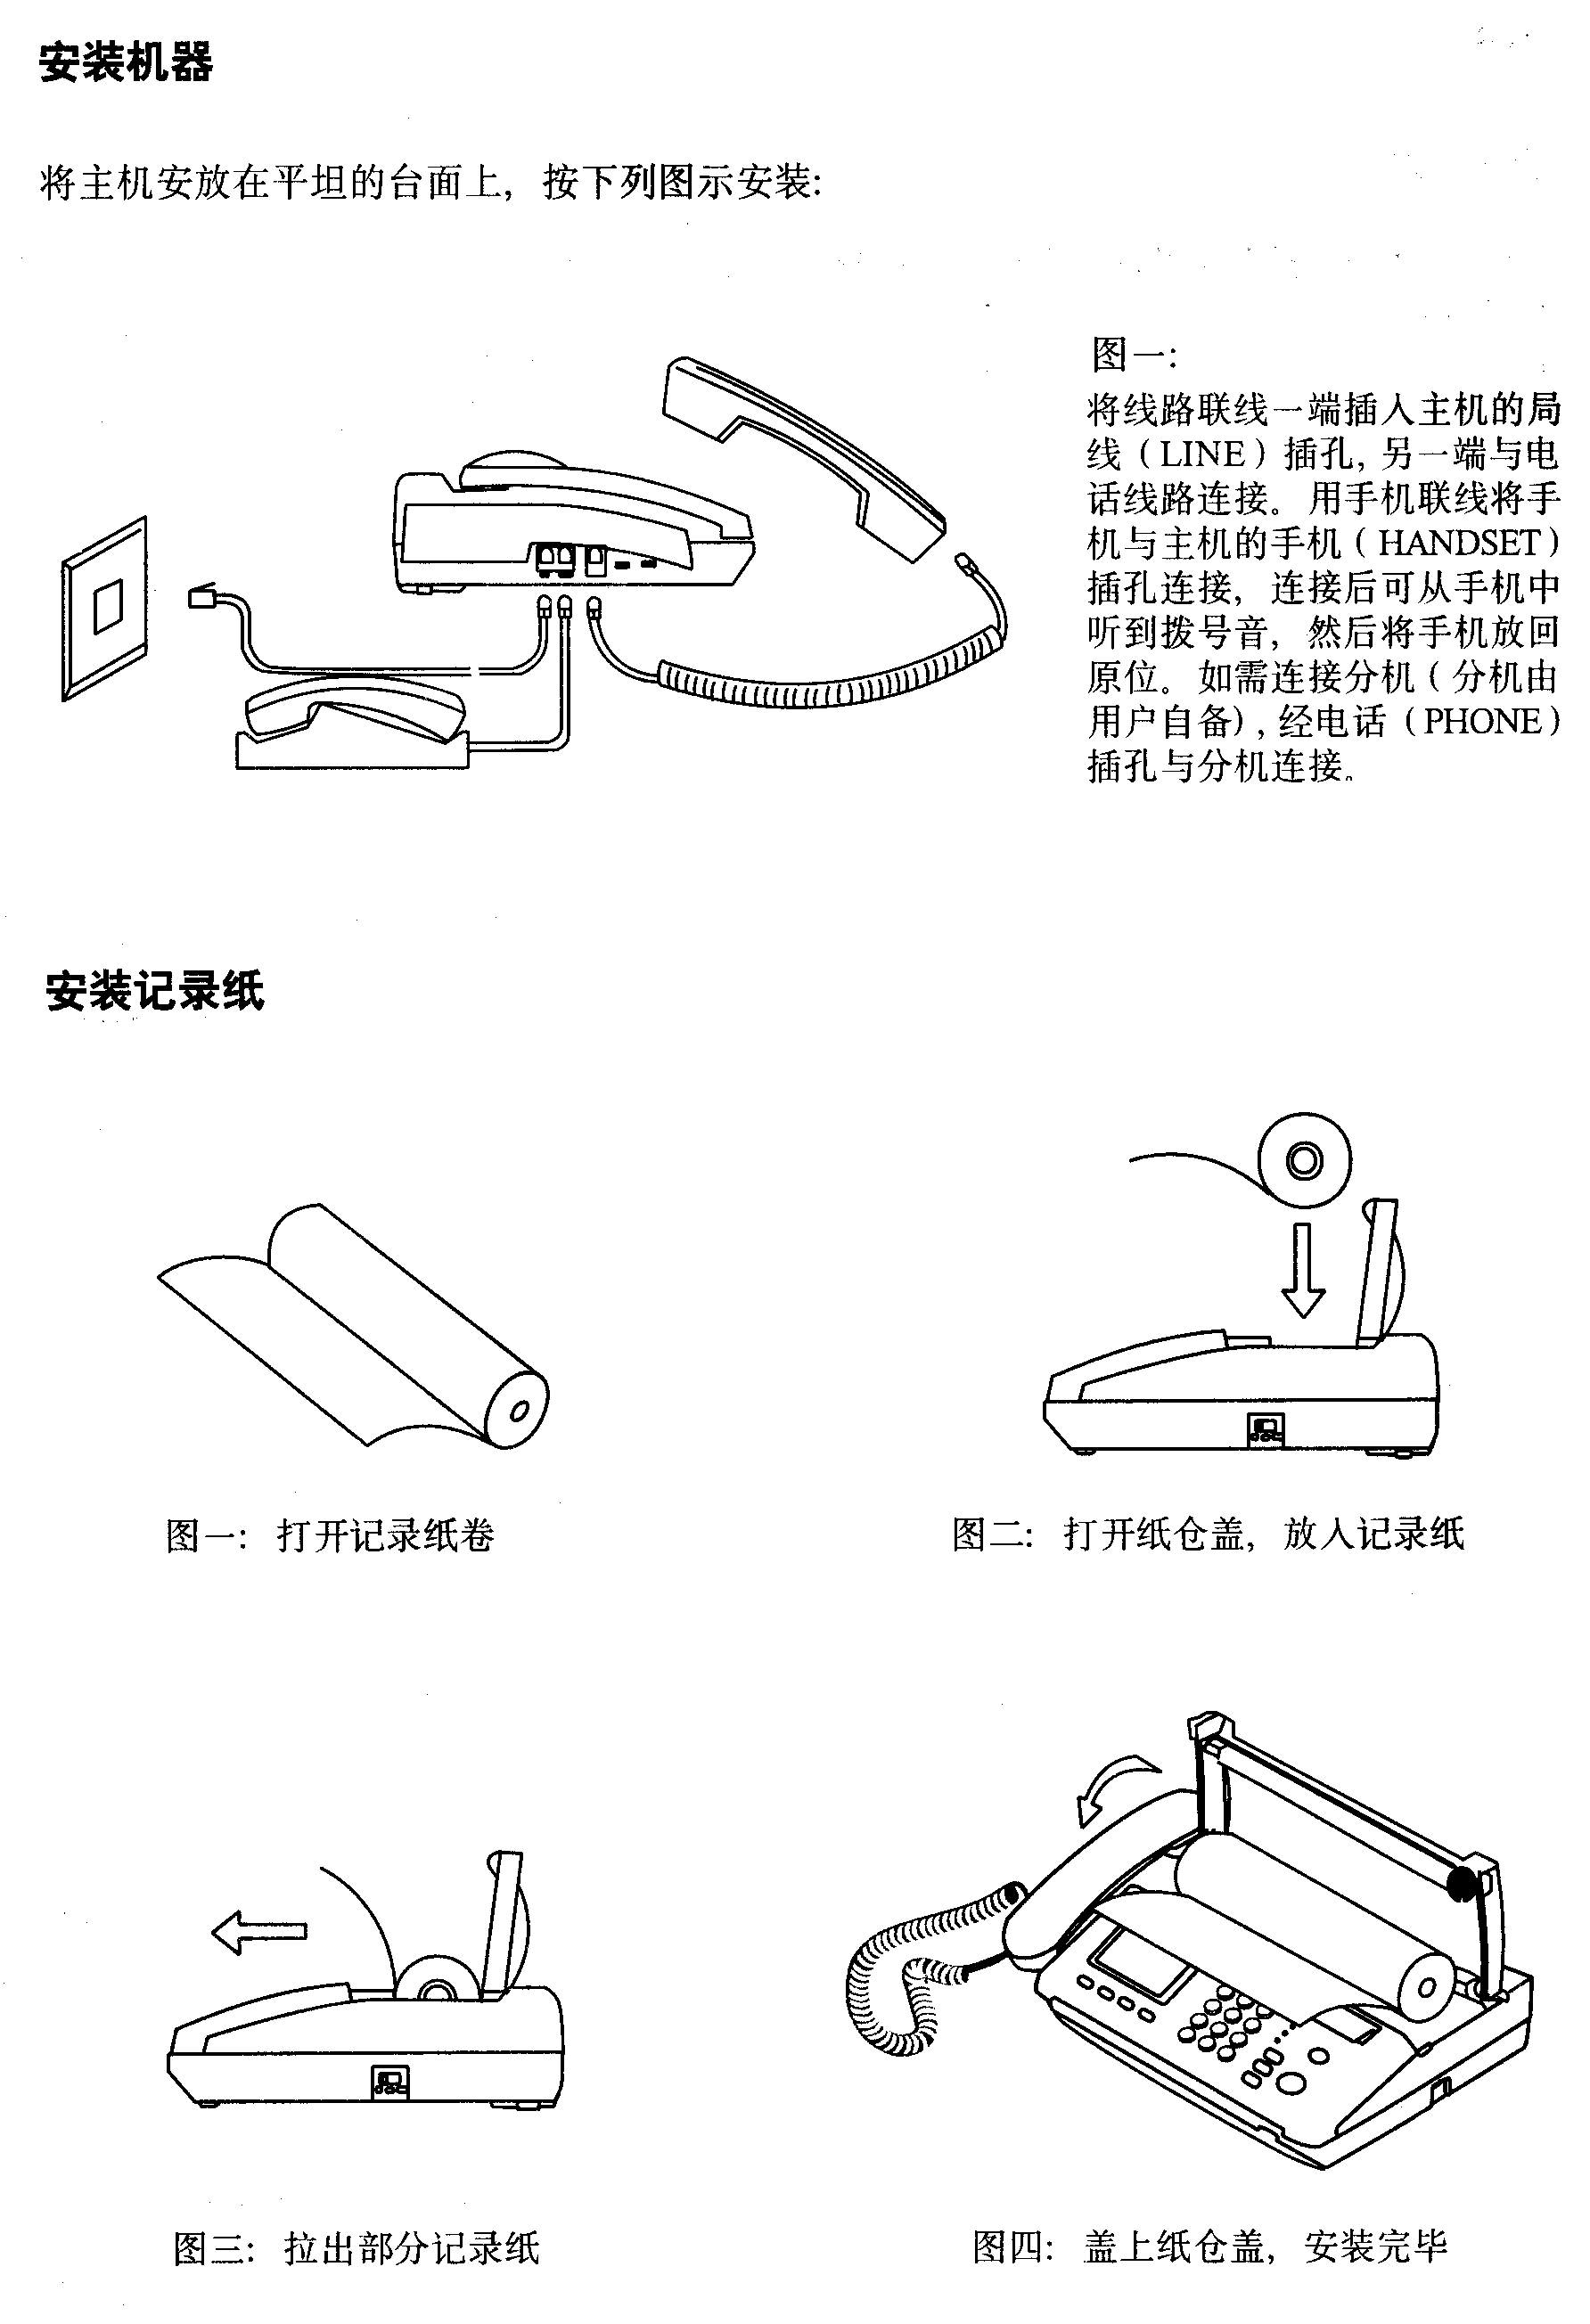 安装机器
将主机安放在平坦的台面上，按下列图示安装:
图一:
将线路联线一端插入主机的局
线（LINE）插孔, 另一端与电
话线路连接。用手机联线将手
机与主机的手机（HANDSET）
插孔连接，连接后可从手机中
听到拨号音，然后将手机放回
原位。如需连接分机（分机由
用户自备）, 经电话（PHONE）
插孔与分机连接。
安装记录纸
图一: 打开记录纸卷
图二: 打开纸仓盖，放入记录纸
图三: 拉出部分记录纸
图四: 盖上纸仓盖，安装完毕